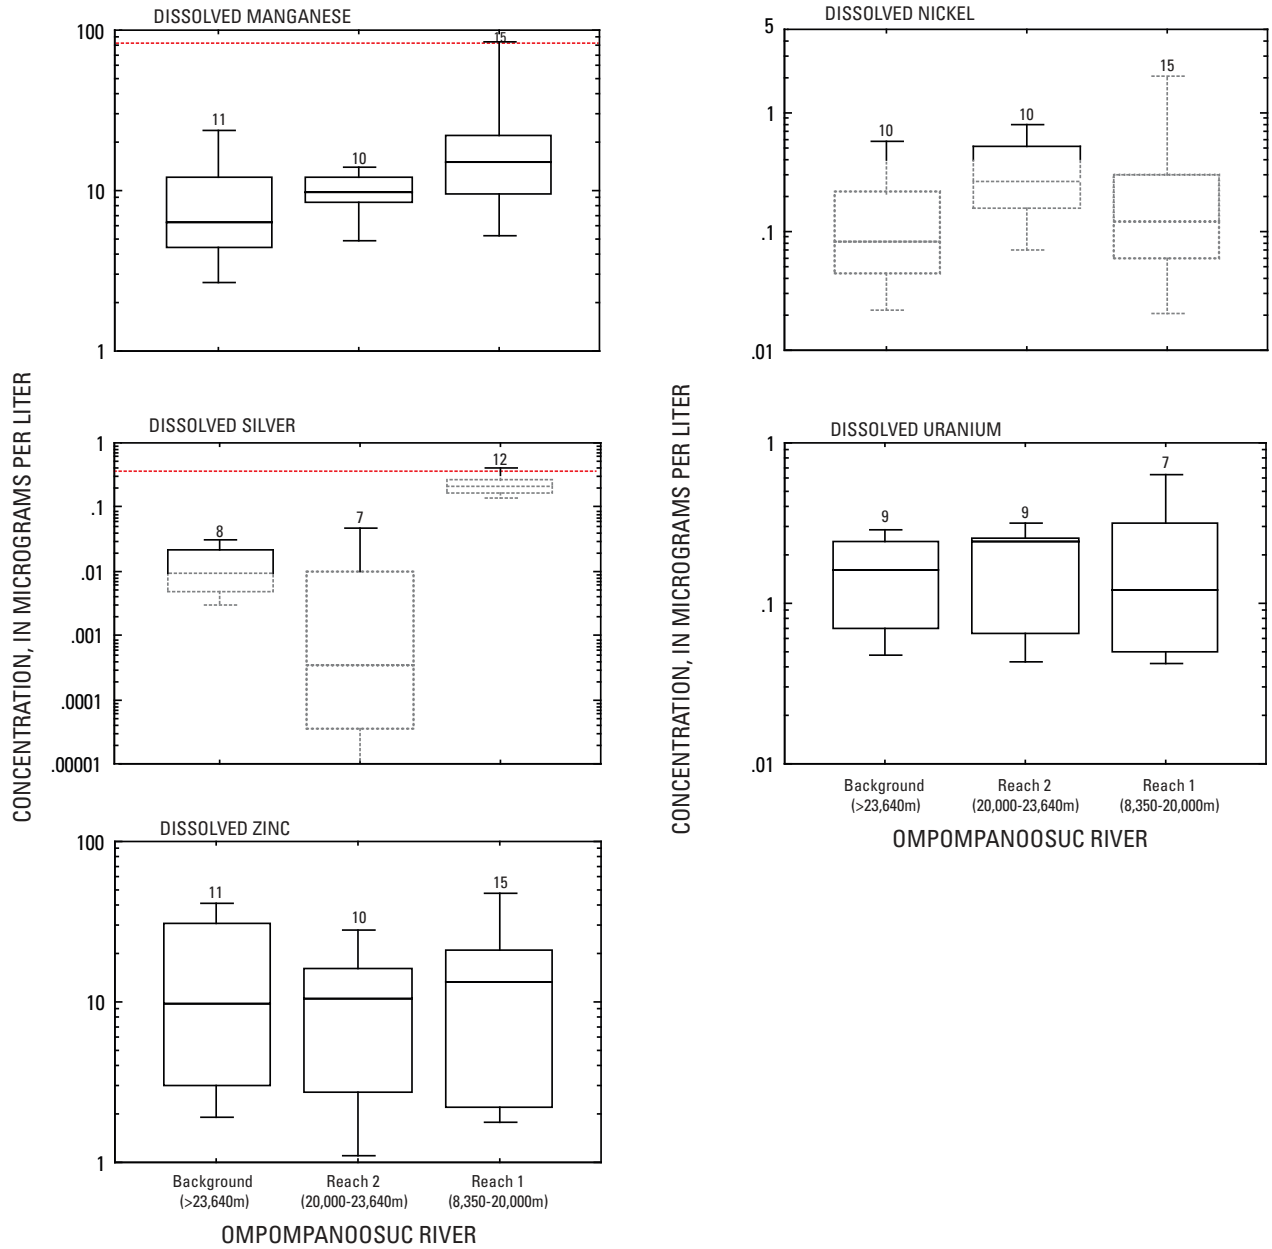 DISSOLVED MANGANESE
100
10
1
11
10
15
DISSOLVED NICKEL
5
1
.1
.01
10
10
15
CONCENTRATION, IN MICROGRAMS PER LITER
DISSOLVED SILVER
1
.1
.01
.001
.0001
.00001
8
7
12
CONCENTRATION, IN MICROGRAMS PER LITER
DISSOLVED URANIUM
1
.1
.01
9
9
7
Background
(>23,640m)
Reach 2
(20,000-23,640m)
Reach 1
(8,350-20,000m)
OMPOMPANOOSUC RIVER
DISSOLVED ZINC
100
10
1
11
10
15
Background
(>23,640m)
Reach 2
(20,000-23,640m)
Reach 1
(8,350-20,000m)
OMPOMPANOOSUC RIVER